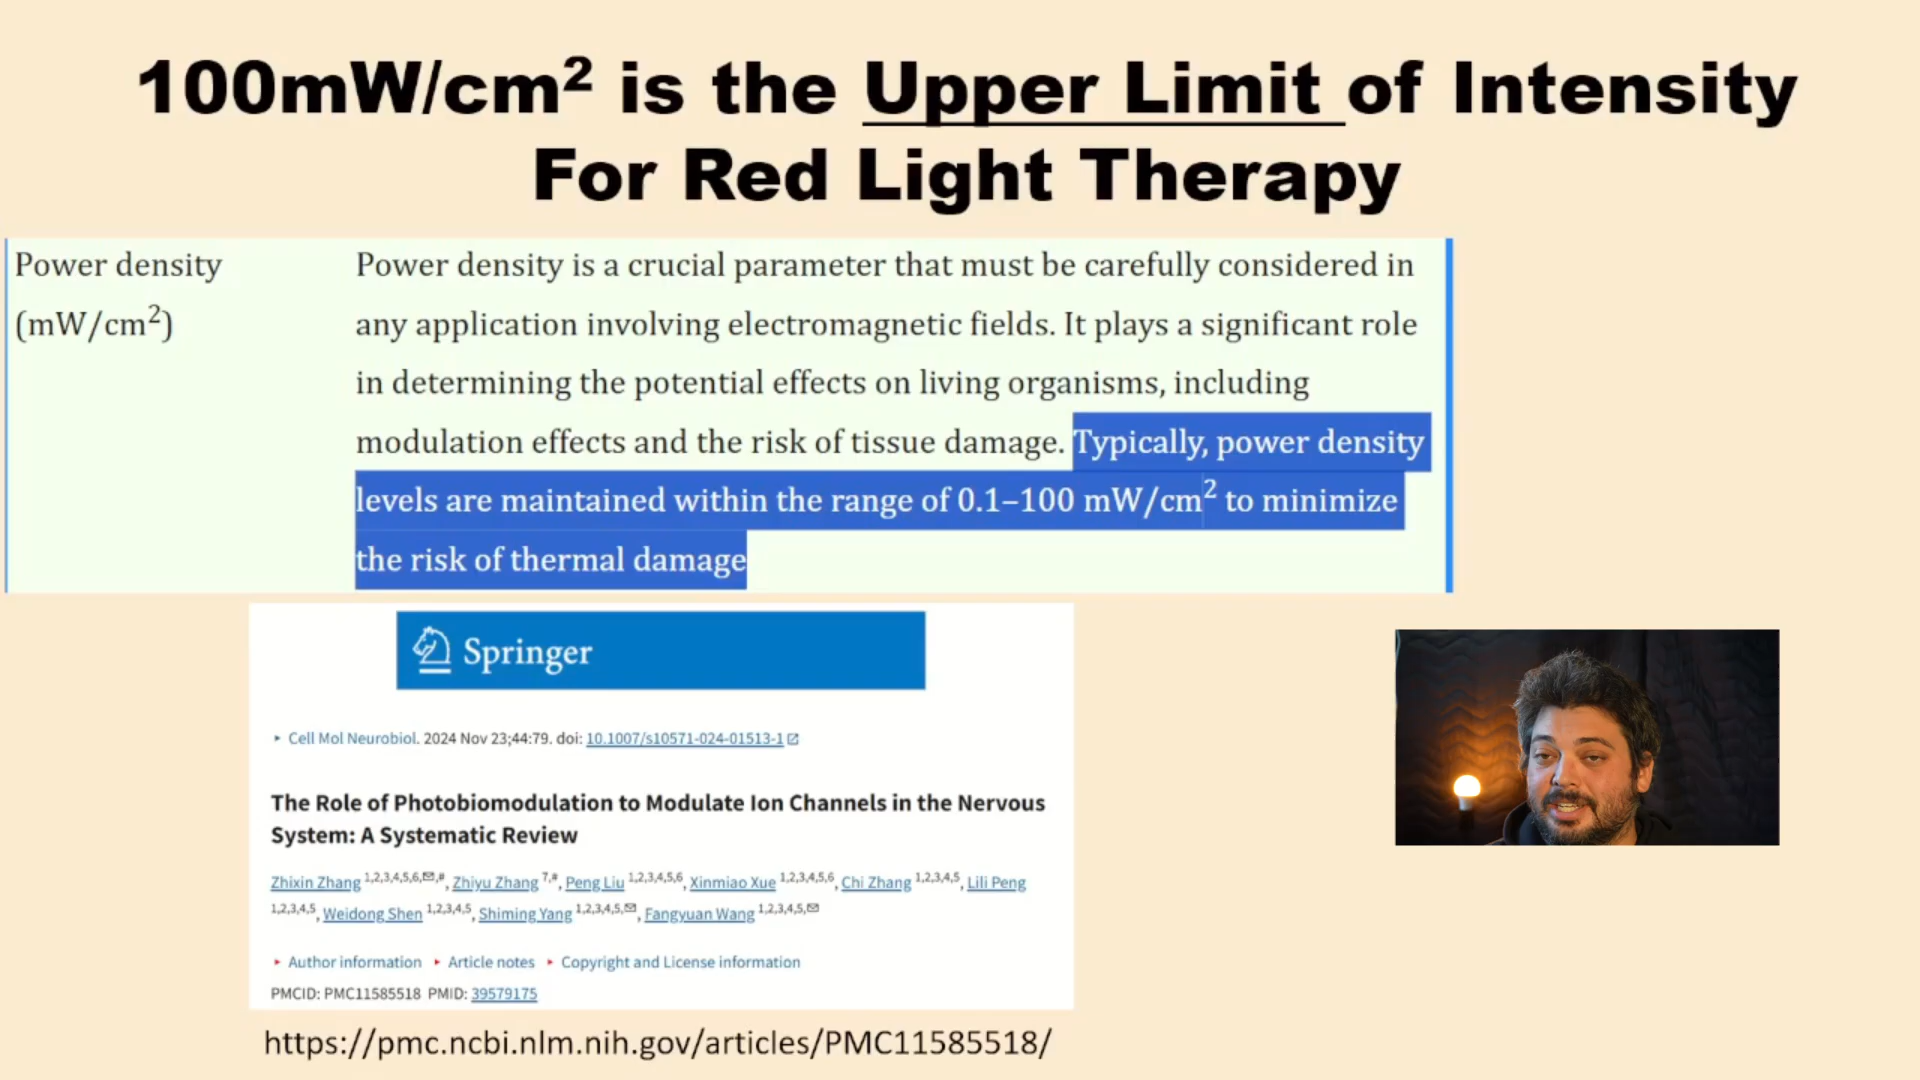 100mW/cm² is the Upper Limit of Intensity
For Red Light Therapy
Power density
(mW/cm²)
Power density is a crucial parameter that must be carefully considered in
any application involving electromagnetic fields. It plays a significant role
in determining the potential effects on living organisms, including
modulation effects and the risk of tissue damage. Typically, power density
levels are maintained within the range of 0.1–100 mW/cm² to minimize
the risk of thermal damage
Springer
Cell Mol Neurobiol. 2024 Nov 23;44:79. doi: 10.1007/s10571-024-01513-1
The Role of Photobiomodulation to Modulate Ion Channels in the Nervous
System: A Systematic Review
Zhixin Zhang 1,2,3,4,5,6,✉,#, Zhiyu Zhang 7,#, Peng Liu 1,2,3,4,5,6, Xinmiao Xue 1,2,3,4,5,6, Chi Zhang 1,2,3,4,5, Lili Peng
1,2,3,4,5, Weidong Shen 1,2,3,4,5, Shiming Yang 1,2,3,4,5,✉, Fangyuan Wang 1,2,3,4,5,✉
Author information ▸ Article notes ▸ Copyright and License information
PMCID: PMC11585518 PMID: 39579175
https://pmc.ncbi.nlm.nih.gov/articles/PMC11585518/